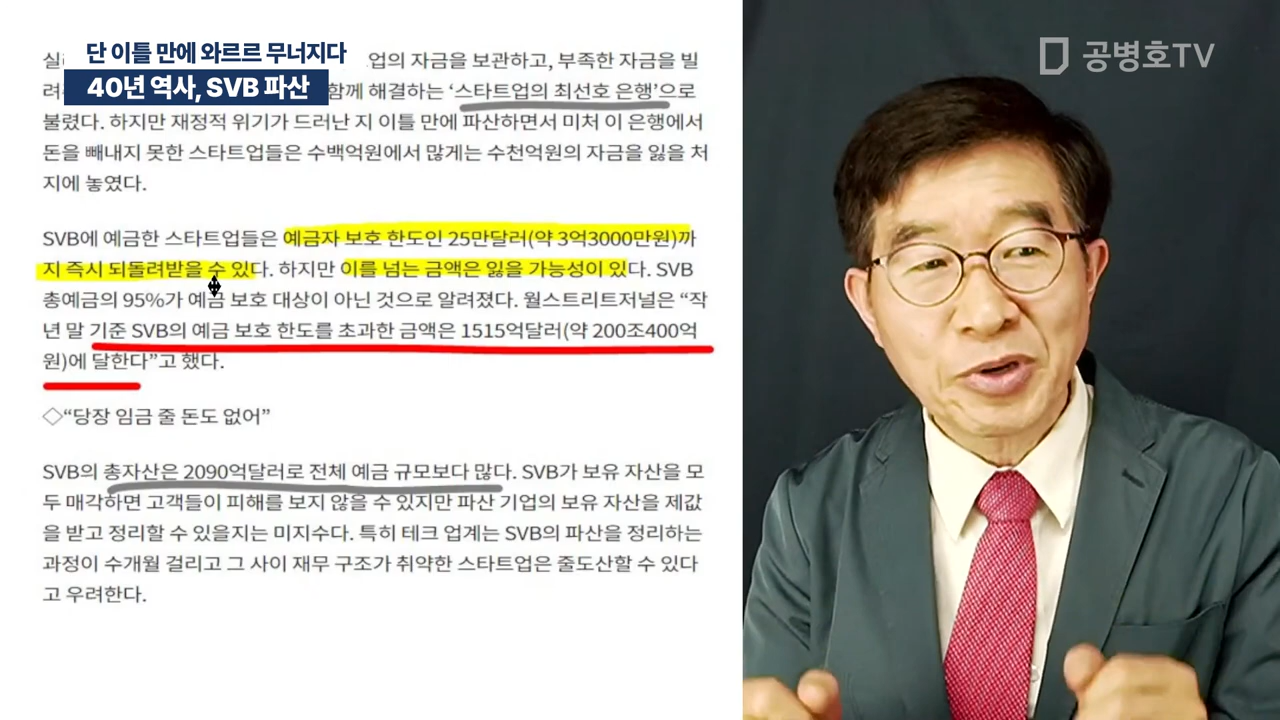 단 이틀 만에 와르르 무너지다
40년 역사, SVB 파산
공병호TV
업의 자금을 보관하고, 부족한 자금을 빌
함께 해결하는 ‘스타트업의 최선호 은행’으로
불렸다. 하지만 재정적 위기가 드러난 지 이틀 만에 파산하면서 미처 이 은행에서
돈을 빼내지 못한 스타트업들은 수백억원에서 많게는 수천억원의 자금을 잃을 처
지에 놓였다.
SVB에 예금한 스타트업들은 예금자 보호 한도인 25만달러(약 3억3000만원)까
지 즉시 되돌려받을 수 있다. 하지만 이를 넘는 금액은 잃을 가능성이 있다. SVB
총예금의 95%가 예금 보호 대상이 아닌 것으로 알려졌다. 월스트리트저널은 “작
년 말 기준 SVB의 예금 보호 한도를 초과한 금액은 1515억달러(약 200조400억
원)에 달한다”고 했다.
◇“당장 임금 줄 돈도 없어”
SVB의 총자산은 2090억달러로 전체 예금 규모보다 많다. SVB가 보유 자산을 모
두 매각하면 고객들이 피해를 보지 않을 수 있지만 파산 기업의 보유 자산을 제값
을 받고 정리할 수 있을지는 미지수다. 특히 테크 업계는 SVB의 파산을 정리하는
과정이 수개월 걸리고 그 사이 재무 구조가 취약한 스타트업은 줄도산할 수 있다
고 우려한다.